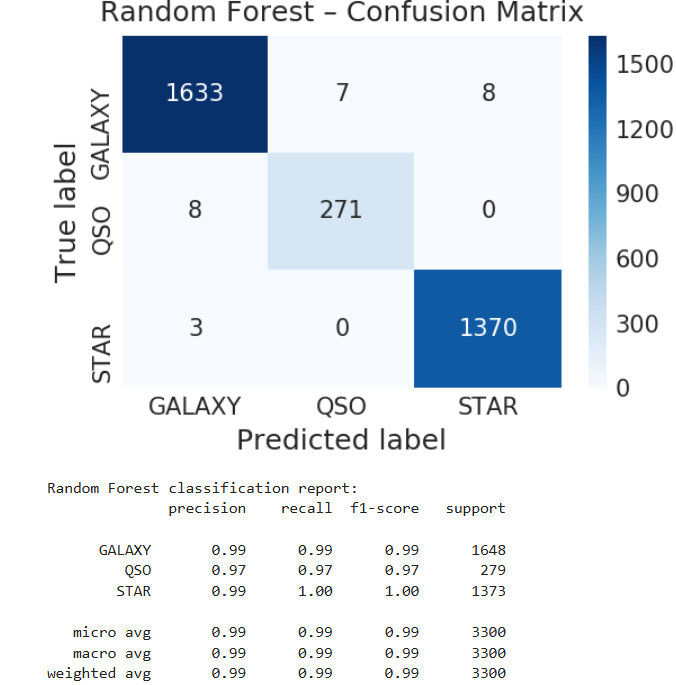 Random Forest – Confusion Matrix
True label
GALAXY 1633 7 8
QSO 8 271 0
STAR 3 0 1370
GALAXY QSO STAR
Predicted label
1500
1200
900
600
300
0
Random Forest classification report:
precision recall f1-score support
GALAXY 0.99 0.99 0.99 1648
QSO 0.97 0.97 0.97 279
STAR 0.99 1.00 1.00 1373
micro avg 0.99 0.99 0.99 3300
macro avg 0.99 0.99 0.99 3300
weighted avg 0.99 0.99 0.99 3300